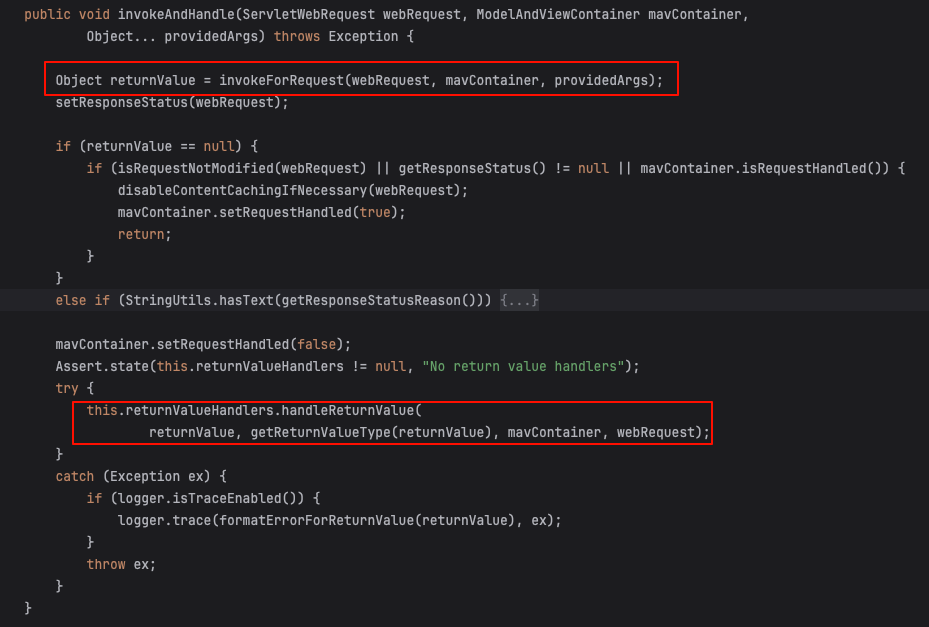 public void invokeAndHandle(ServletWebRequest webRequest, ModelAndViewContainer mavContainer,
        Object... providedArgs) throws Exception {

    Object returnValue = invokeForRequest(webRequest, mavContainer, providedArgs);
    setResponseStatus(webRequest);

    if (returnValue == null) {
        if (isRequestNotModified(webRequest) || getResponseStatus() != null || mavContainer.isRequestHandled()) {
            disableContentCachingIfNecessary(webRequest);
            mavContainer.setRequestHandled(true);
            return;
        }
    }
    else if (StringUtils.hasText(getResponseStatusReason())) {...}

    mavContainer.setRequestHandled(false);
    Assert.state(this.returnValueHandlers != null, "No return value handlers");
    try {
        this.returnValueHandlers.handleReturnValue(
                returnValue, getReturnValueType(returnValue), mavContainer, webRequest);
    }
    catch (Exception ex) {
        if (logger.isTraceEnabled()) {
            logger.trace(formatErrorForReturnValue(returnValue), ex);
        }
        throw ex;
    }
}